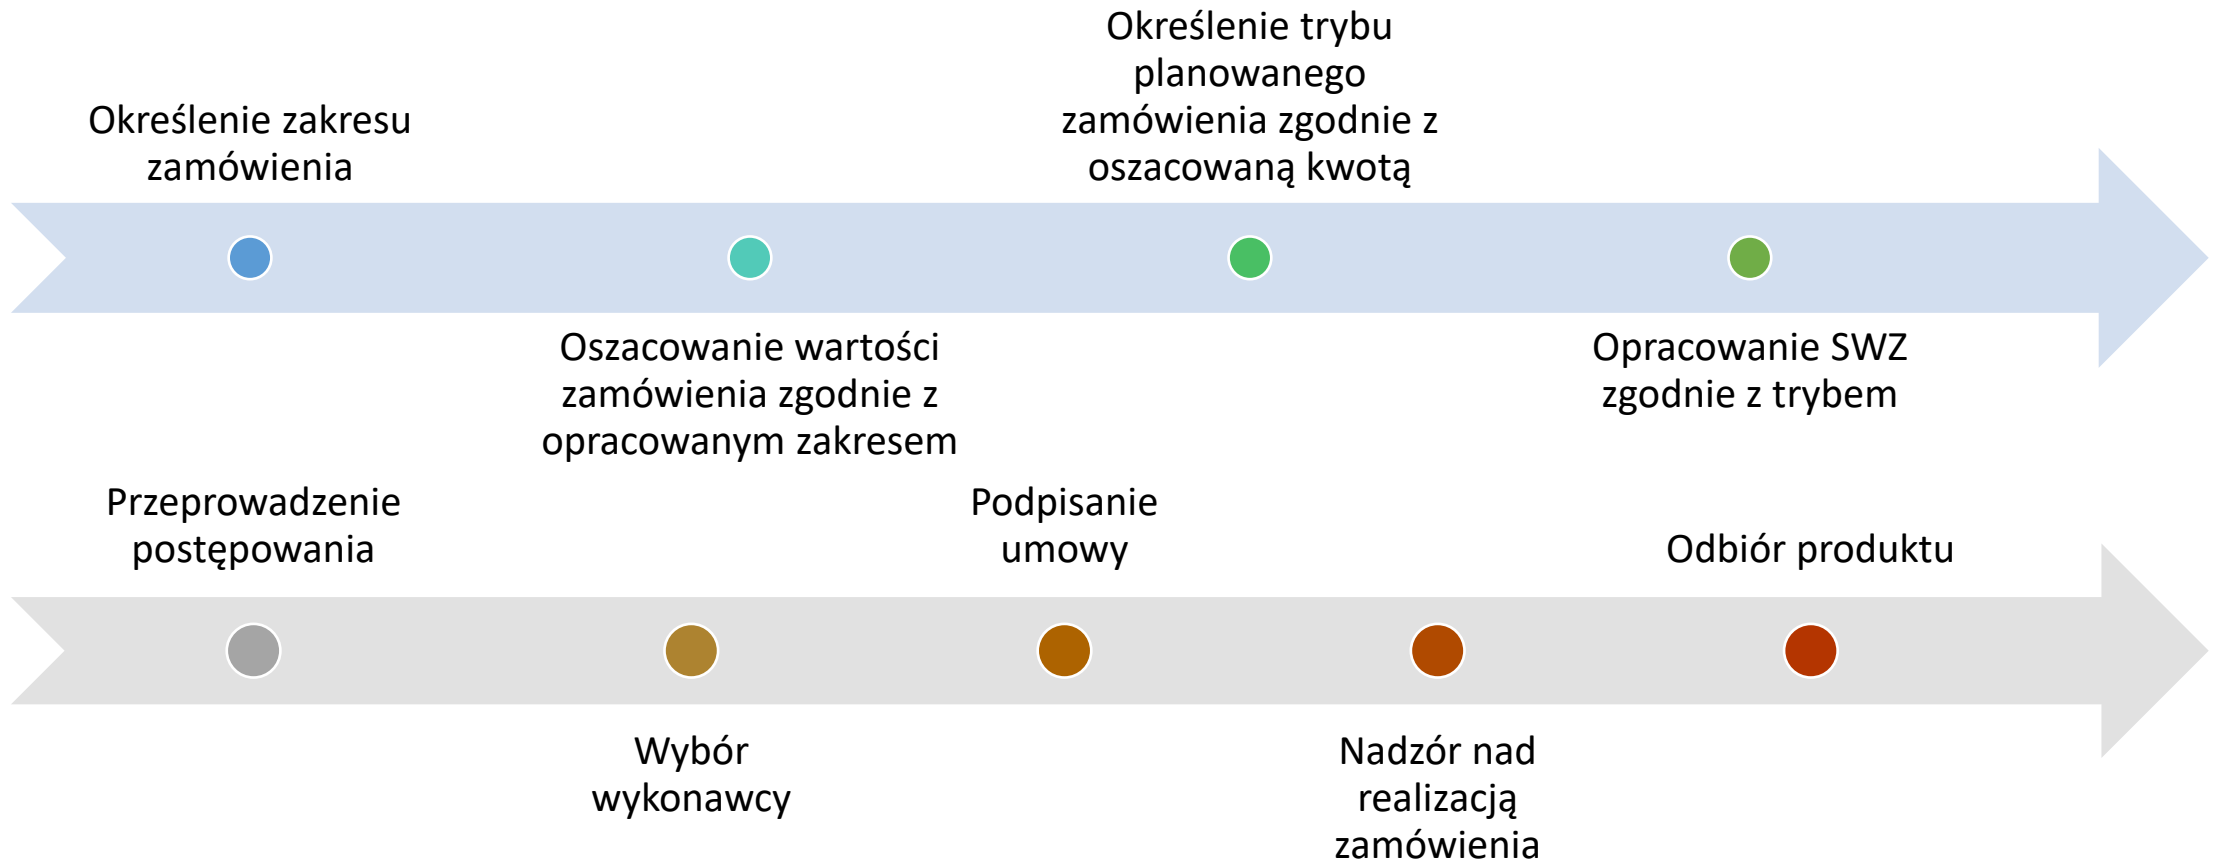 Określenie zakresu
zamówienia
Oszacowanie wartości
zamówienia zgodnie z
opracowanym zakresem
Określenie trybu
planowanego
zamówienia zgodnie z
oszacowaną kwotą
Opracowanie SWZ
zgodnie z trybem
Przeprowadzenie
postępowania
Wybór
wykonawcy
Podpisanie
umowy
Nadzór nad
realizacją
zamówienia
Odbiór produktu